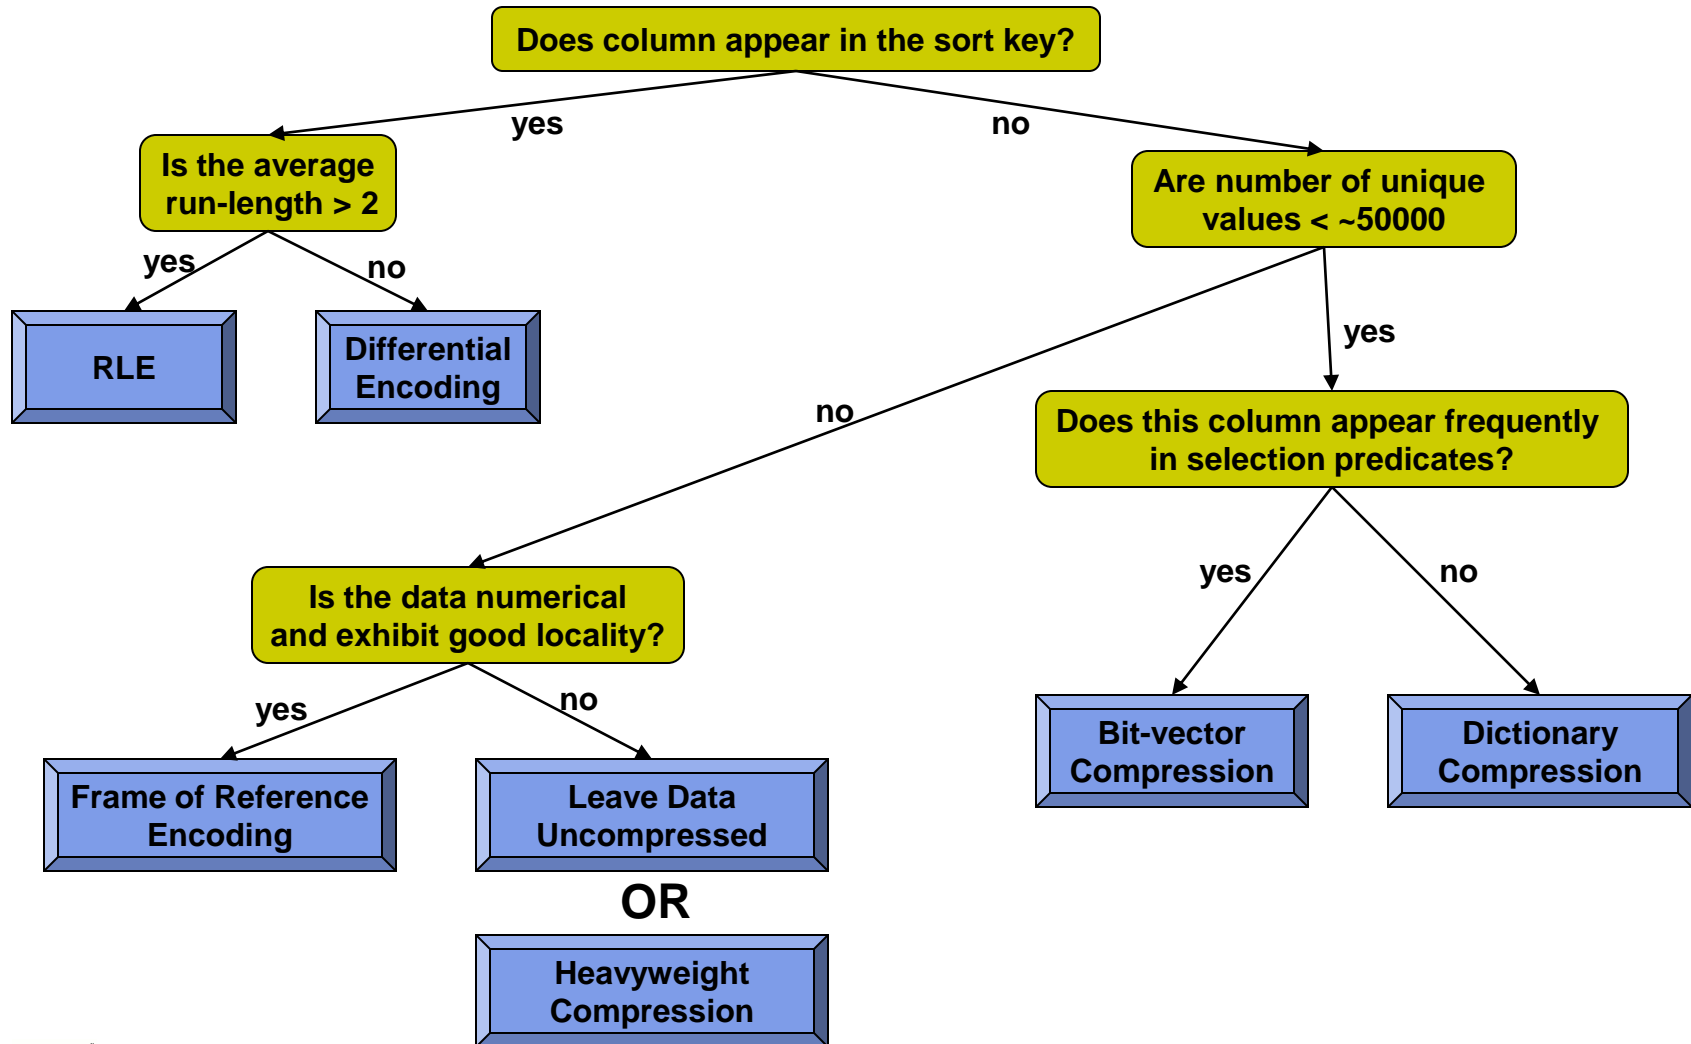 Does column appear in the sort key?
yes
no
Is the average
run-length > 2
Are number of unique
values < ~50000
yes
no
yes
RLE
Differential
Encoding
no
Does this column appear frequently
in selection predicates?
Is the data numerical
and exhibit good locality?
yes
no
yes
no
Bit-vector
Compression
Dictionary
Compression
Frame of Reference
Encoding
Leave Data
Uncompressed
OR
Heavyweight
Compression